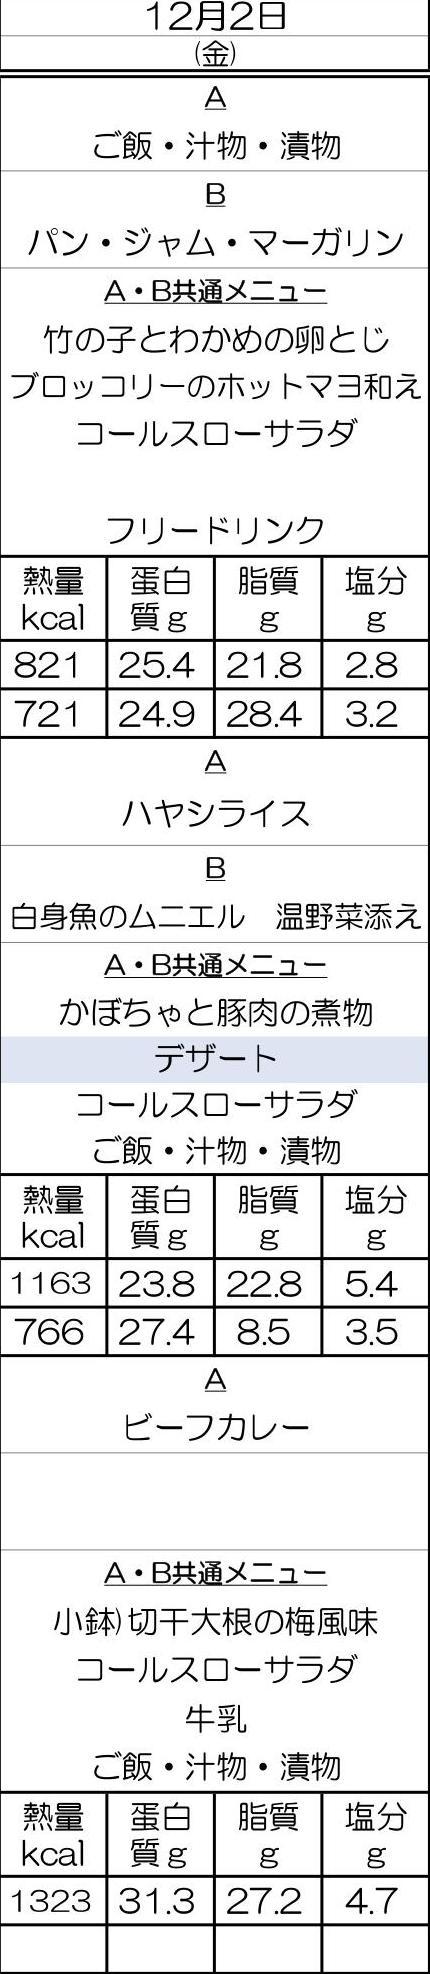 12月2日
(金)
A
ご飯・汁物・漬物
B
パン・ジャム・マーガリン
A・B共通メニュー
竹の子とわかめの卵とじ
ブロッコリーのホットマヨ和え
コールスローサラダ
フリードリンク
熱量 蛋白 脂質 塩分
kcal 質g g g
821 25.4 21.8 2.8
721 24.9 28.4 3.2
A
ハヤシライス
B
白身魚のムニエル　温野菜添え
A・B共通メニュー
かぼちゃと豚肉の煮物
デザート
コールスローサラダ
ご飯・汁物・漬物
熱量 蛋白 脂質 塩分
kcal 質g g g
1163 23.8 22.8 5.4
766 27.4 8.5 3.5
A
ビーフカレー
A・B共通メニュー
小鉢)切干大根の梅風味
コールスローサラダ
牛乳
ご飯・汁物・漬物
熱量 蛋白 脂質 塩分
kcal 質g g g
1323 31.3 27.2 4.7